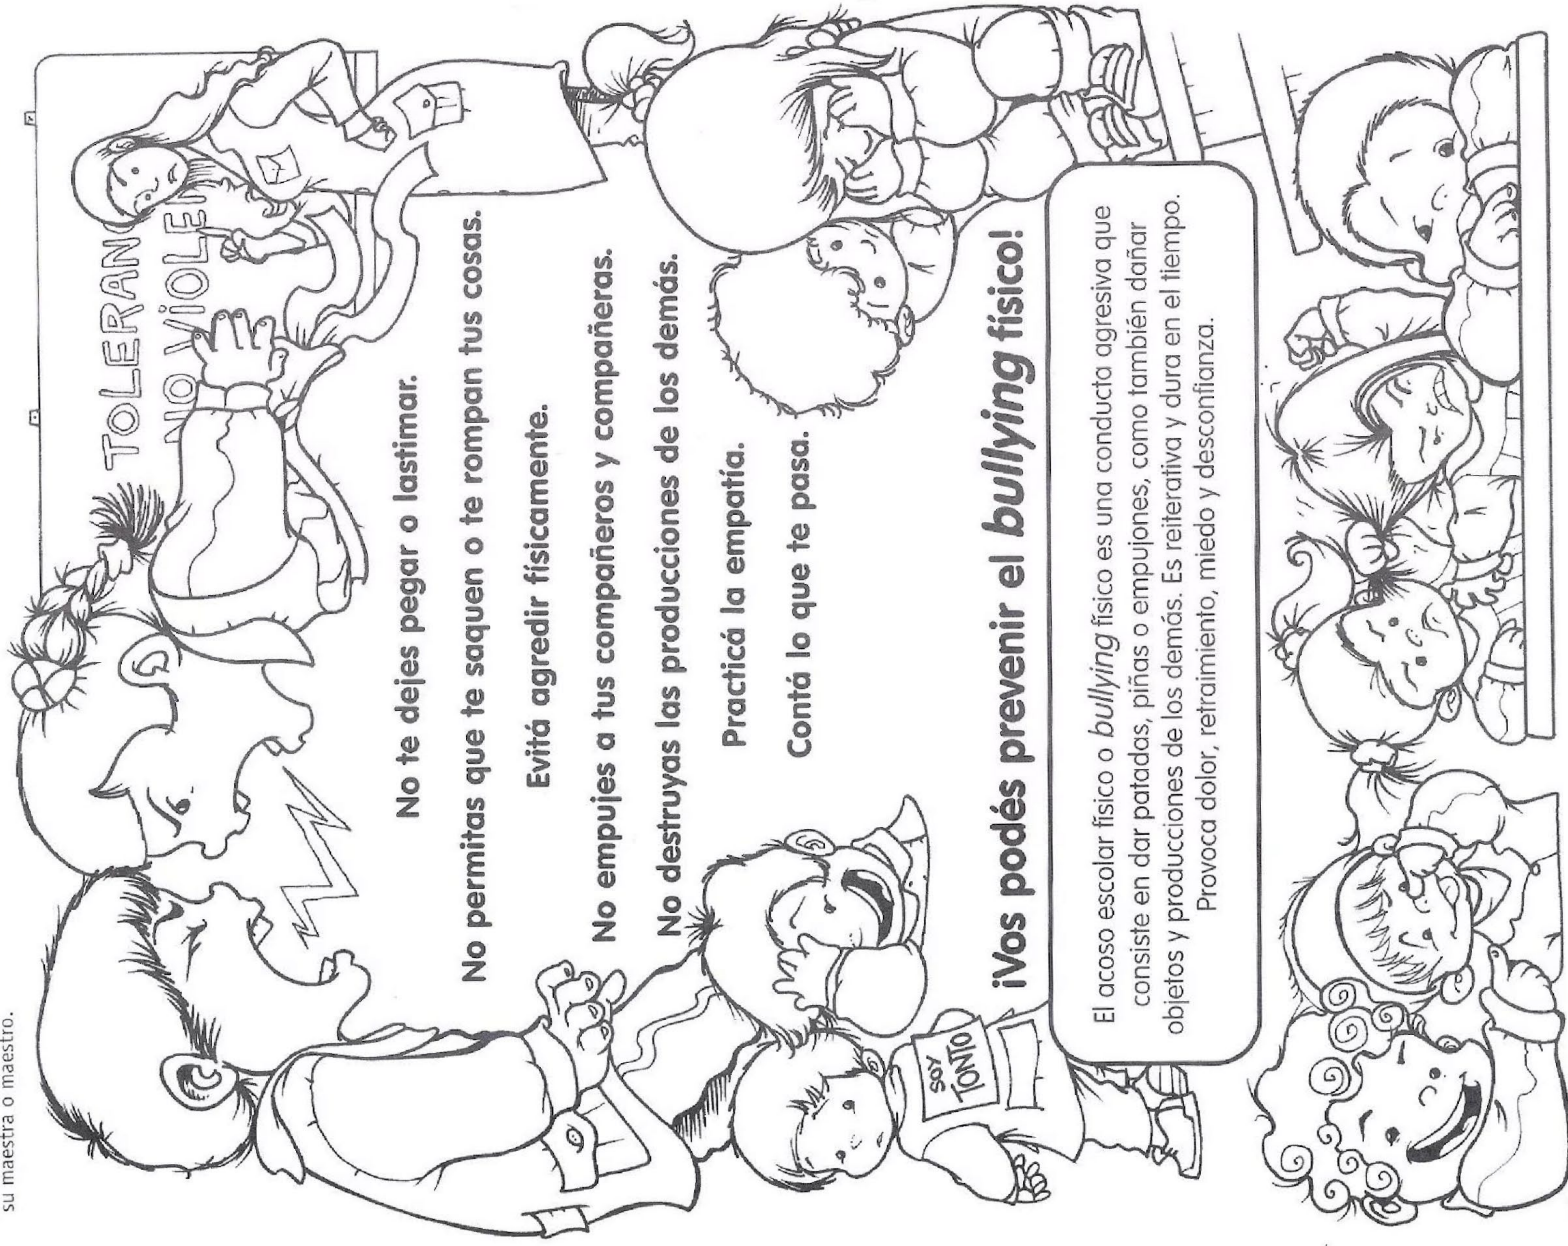 su maestra o maestro.
TOLERAN
NO VIOLEN
No te dejes pegar o lastimar.
No permitas que te saquen o te rompan tus cosas.
Evitá agredir físicamente.
No empujes a tus compañeros y compañeras.
No destruyas las producciones de los demás.
Practicá la empatía.
Contá lo que te pasa.
SOY
TONTO
¡Vos podés prevenir el bullying físico!
El acoso escolar físico o bullying físico es una conducta agresiva que
consiste en dar patadas, piñas o empujones, como también dañar
objetos y producciones de los demás. Es reiterativa y dura en el tiempo.
Provoca dolor, retraimiento, miedo y desconfianza.